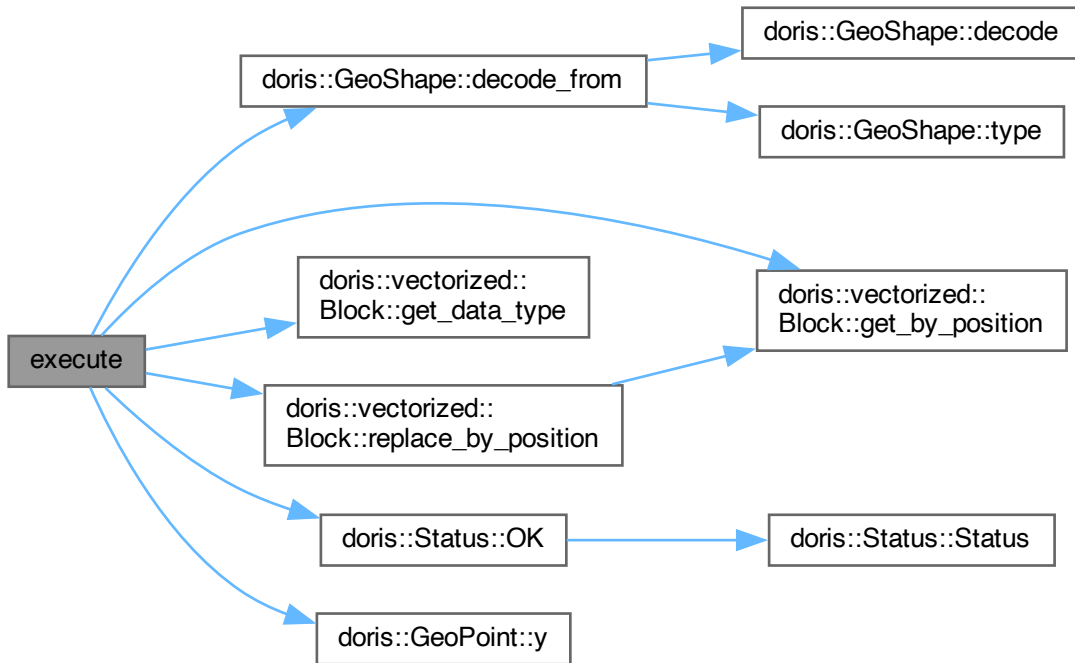 doris::GeoShape::decode
doris::GeoShape::decode_from
doris::GeoShape::type
doris::vectorized::
Block::get_data_type
doris::vectorized::
Block::get_by_position
execute
doris::vectorized::
Block::replace_by_position
doris::Status::OK
doris::Status::Status
doris::GeoPoint::y